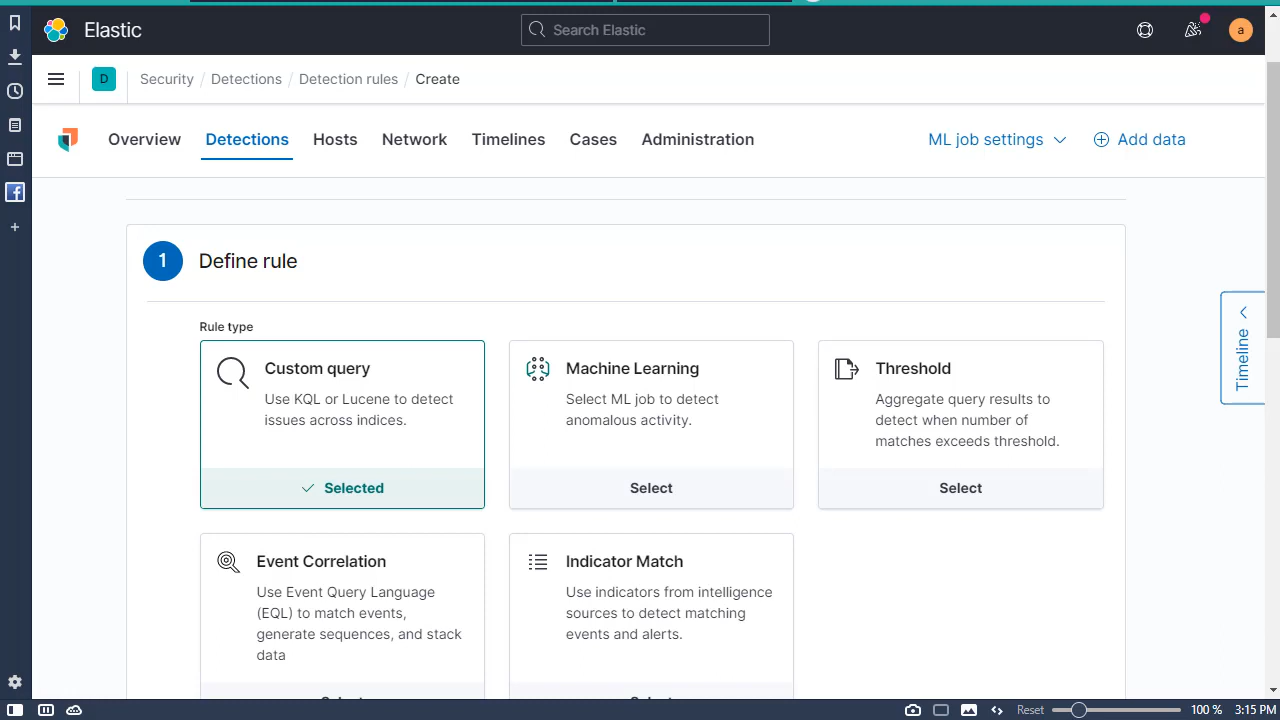 Elastic
Search Elastic
a
D
Security / Detections / Detection rules / Create
Overview
Detections
Hosts
Network
Timelines
Cases
Administration
ML job settings
Add data
1
Define rule
Timeline
Rule type
Custom query
Use KQL or Lucene to detect
issues across indices.
Selected
Machine Learning
Select ML job to detect
anomalous activity.
Select
Threshold
Aggregate query results to
detect when number of
matches exceeds threshold.
Select
Event Correlation
Use Event Query Language
(EQL) to match events,
generate sequences, and stack
data
Indicator Match
Use indicators from intelligence
sources to detect matching
events and alerts.
Reset
100 %
3:15 PM